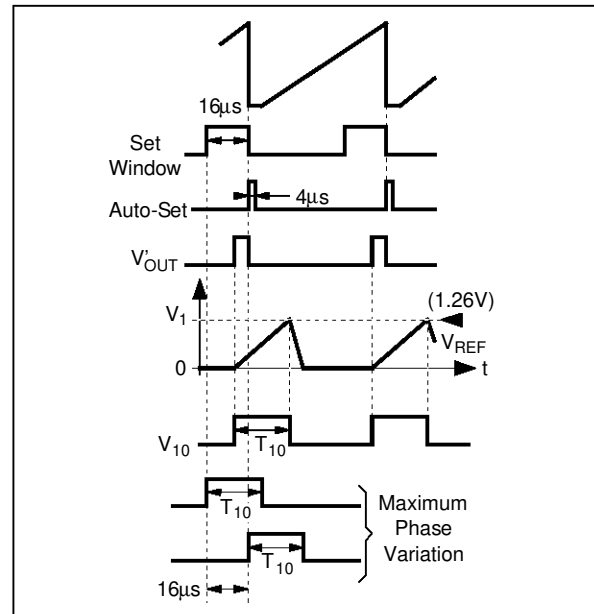 16μs
Set
Window
Auto-Set
4μs
V'OUT
V1
(1.26V)
VREF
0
t
V10
T10
T10
T10
Maximum
Phase
Variation
16μs